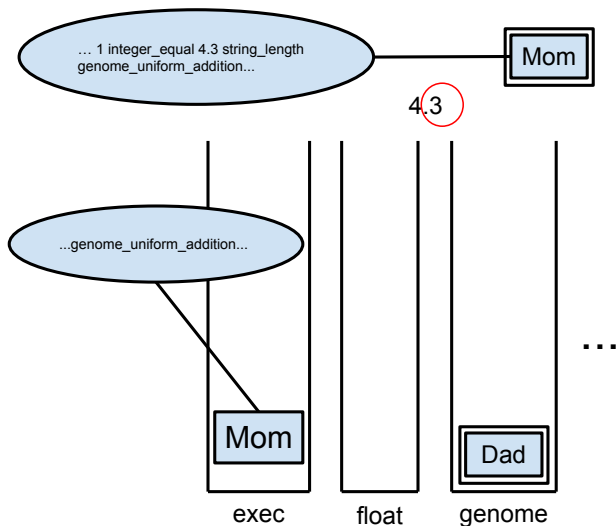 ... 1 integer_equal 4.3 string_length
genome_uniform_addition...
Mom
4.3
...genome_uniform_addition...
...
Mom
Dad
exec float genome